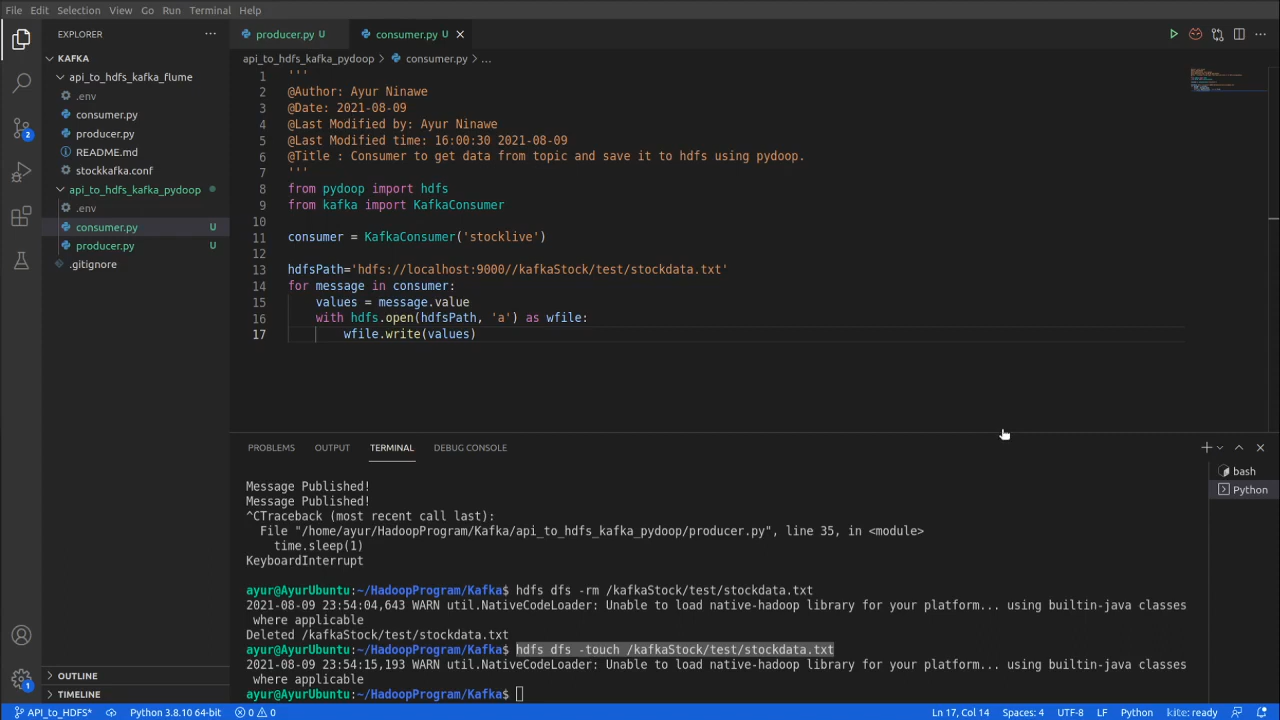 File Edit Selection View Go Run Terminal Help
EXPLORER
KAFKA
api_to_hdfs_kafka_flume
.env
consumer.py
producer.py
README.md
stockkafka.conf
api_to_hdfs_kafka_pydoop
.env
consumer.py U
producer.py U
.gitignore
OUTLINE
TIMELINE
2
1
producer.py U consumer.py U
api_to_hdfs_kafka_pydoop > consumer.py > ...
1 '''
2 @Author: Ayur Ninawe
3 @Date: 2021-08-09
4 @Last Modified by: Ayur Ninawe
5 @Last Modified time: 16:00:30 2021-08-09
6 @Title : Consumer to get data from topic and save it to hdfs using pydoop.
7 '''
8 from pydoop import hdfs
9 from kafka import KafkaConsumer
10
11 consumer = KafkaConsumer('stocklive')
12
13 hdfsPath='hdfs://localhost:9000//kafkaStock/test/stockdata.txt'
14 for message in consumer:
15 values = message.value
16 with hdfs.open(hdfsPath, 'a') as wfile:
17 wfile.write(values)
PROBLEMS OUTPUT TERMINAL DEBUG CONSOLE
bash
Python
Message Published!
Message Published!
^CTraceback (most recent call last):
File "/home/ayur/HadoopProgram/Kafka/api_to_hdfs_kafka_pydoop/producer.py", line 35, in <module>
time.sleep(1)
KeyboardInterrupt
ayur@AyurUbuntu:~/HadoopProgram/Kafka$ hdfs dfs -rm /kafkaStock/test/stockdata.txt
2021-08-09 23:54:04,643 WARN util.NativeCodeLoader: Unable to load native-hadoop library for your platform... using builtin-java classes
where applicable
Deleted /kafkaStock/test/stockdata.txt
ayur@AyurUbuntu:~/HadoopProgram/Kafka$ hdfs dfs -touch /kafkaStock/test/stockdata.txt
2021-08-09 23:54:15,193 WARN util.NativeCodeLoader: Unable to load native-hadoop library for your platform... using builtin-java classes
where applicable
ayur@AyurUbuntu:~/HadoopProgram/Kafka$
API_to_HDFS* Python 3.8.10 64-bit 0 0 Ln 17, Col 14 Spaces: 4 UTF-8 LF Python kite: ready